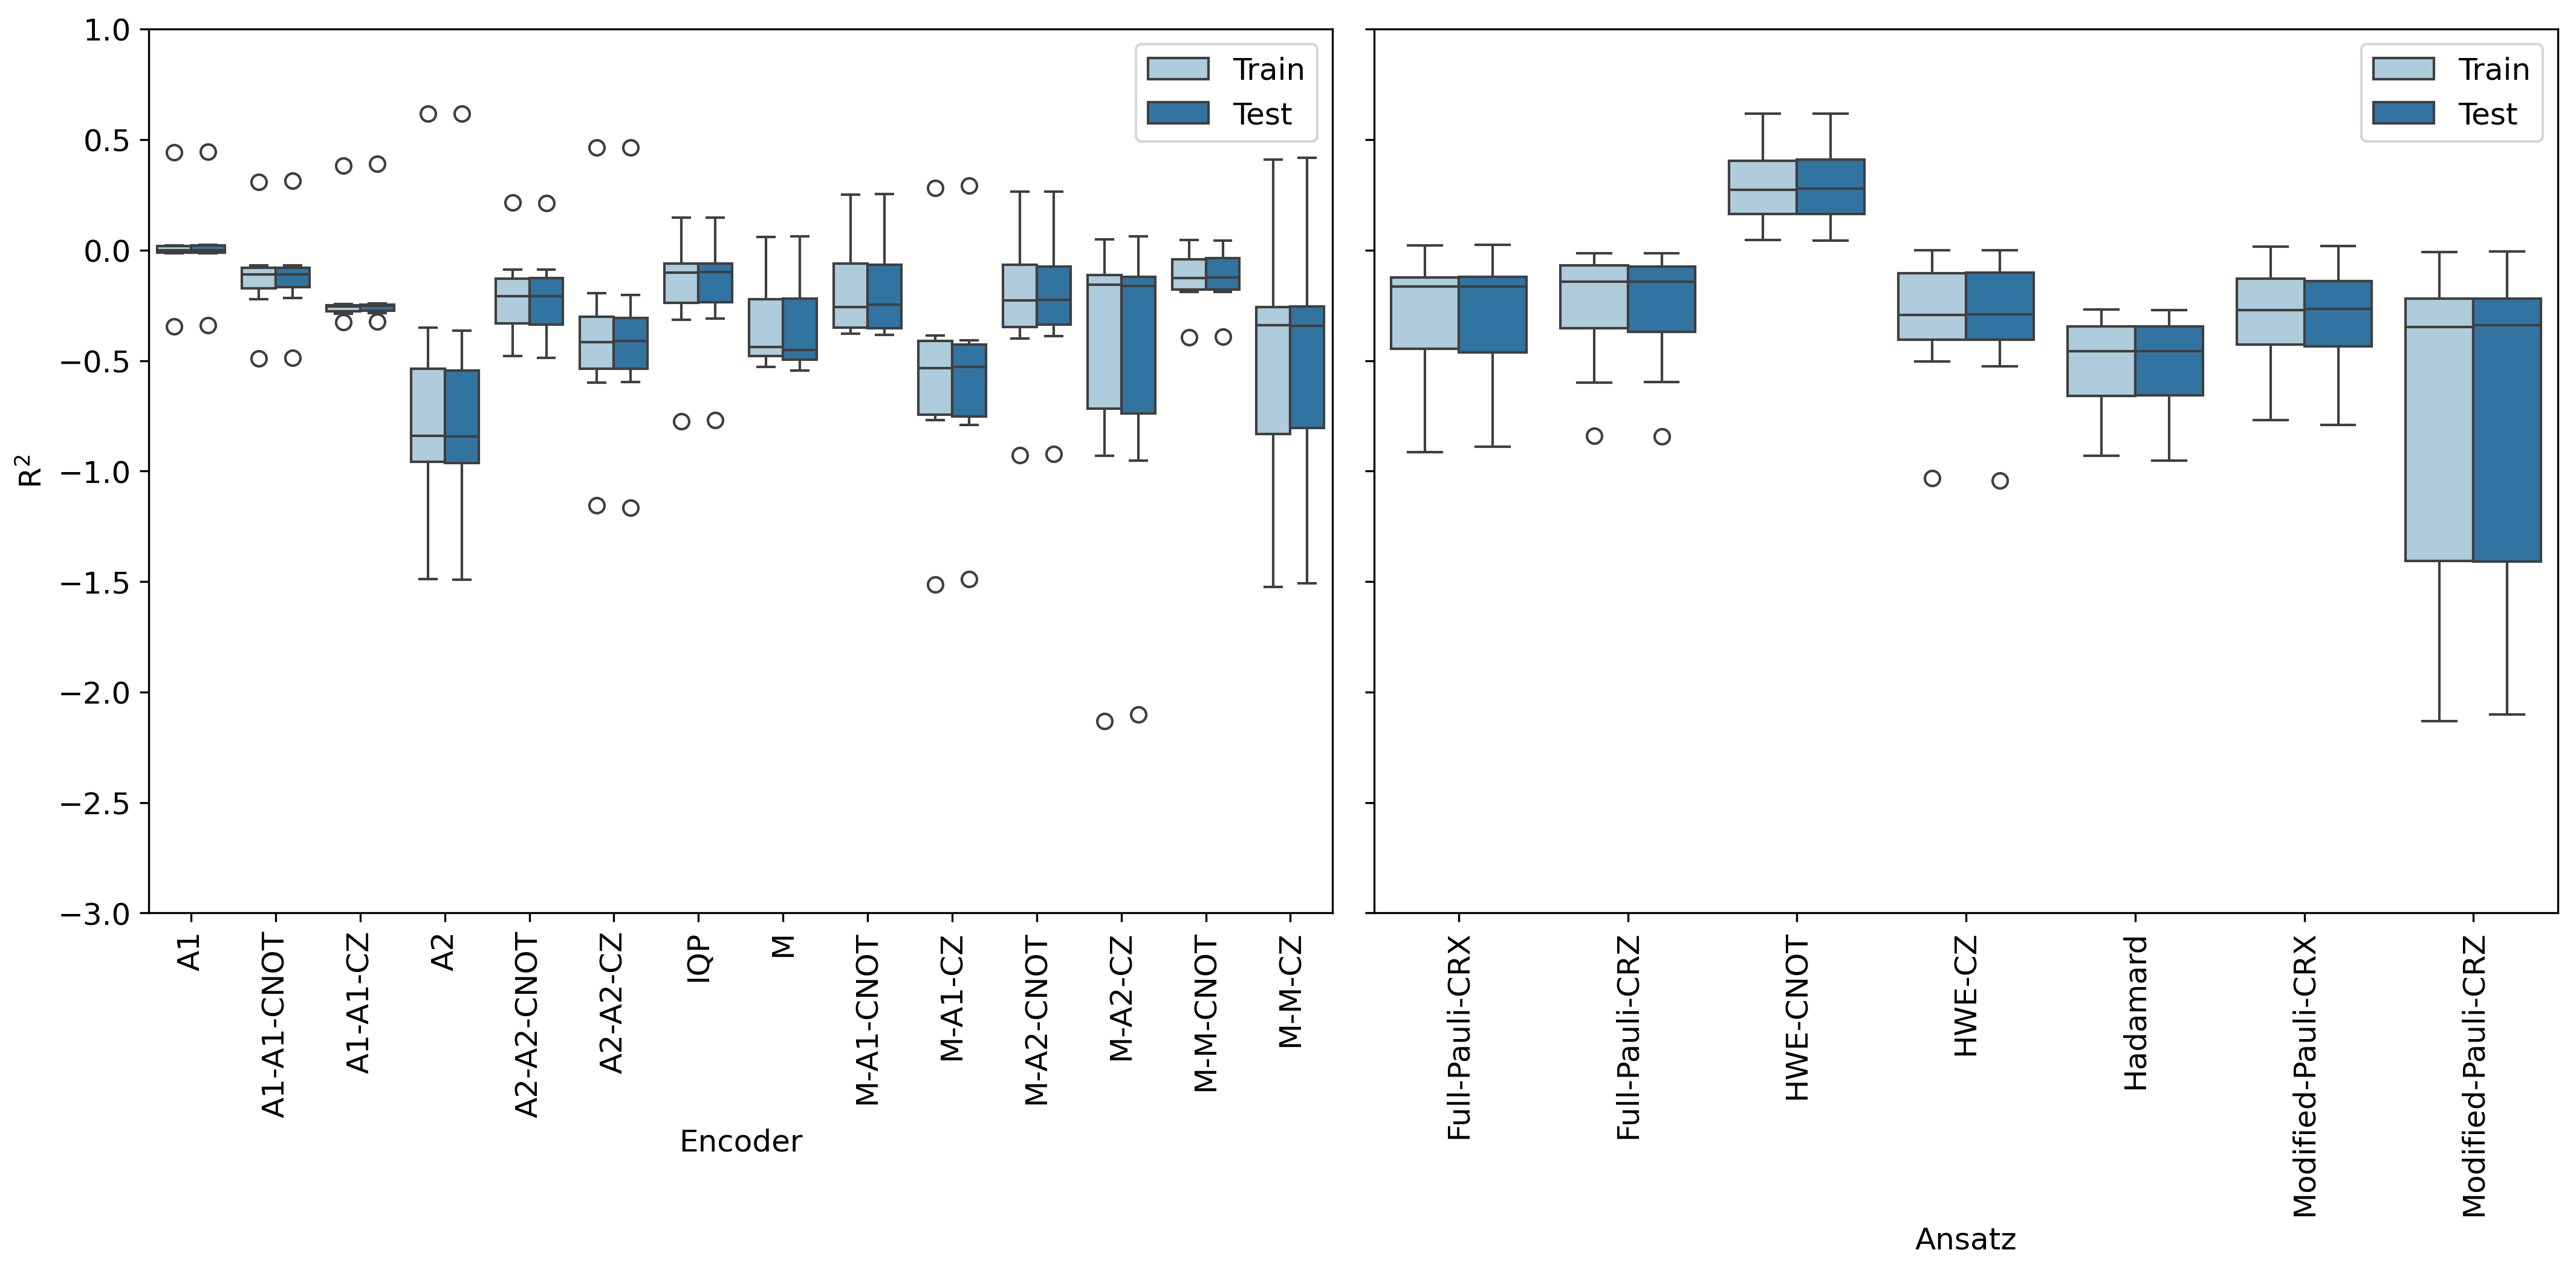 1.0
0.5
0.0
−0.5
−1.0
−1.5
−2.0
−2.5
−3.0
R²
Train
Test
A1
A1-A1-CNOT
A1-A1-CZ
A2
A2-A2-CNOT
A2-A2-CZ
IQP
M
M-A1-CNOT
M-A1-CZ
M-A2-CNOT
M-A2-CZ
M-M-CNOT
M-M-CZ
Encoder
Train
Test
Full-Pauli-CRX
Full-Pauli-CRZ
HWE-CNOT
HWE-CZ
Hadamard
Modified-Pauli-CRX
Modified-Pauli-CRZ
Ansatz